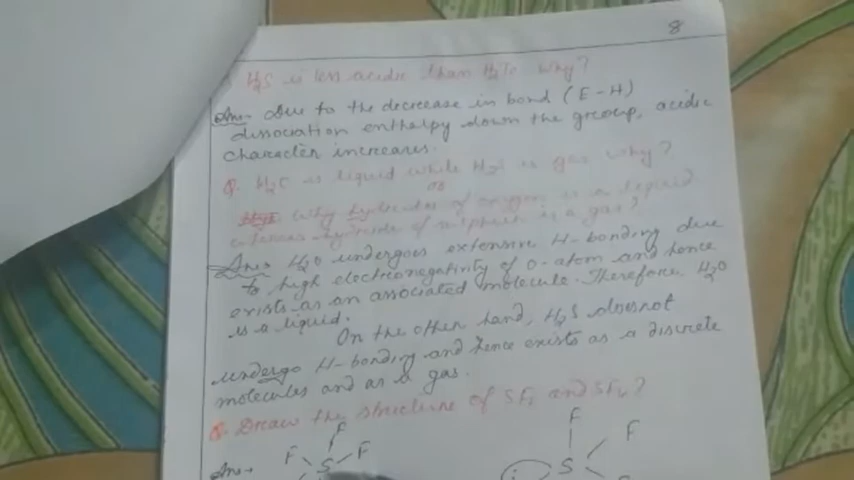 8
H2S is less acidic than H2Te why?
Ans- due to the decrease in bond (E-H)
dissociation enthalpy down the group, acidic
character increases.
Q. H2O is liquid while H2S is gas why?
OR
Why hydrides of oxygen is a liquid
whereas hydride of sulphur is a gas?
Ans- H2O undergoes extensive H-bonding due
to high electronegativity of O-atom and hence
exists as an associated molecule. Therefore H2O
is a liquid.
On the other hand, H2S does not
undergo H-bonding and hence exists as a discrete
molecules and as a gas.
Q. Draw the structure of and
F F
F F F
Ans- S S